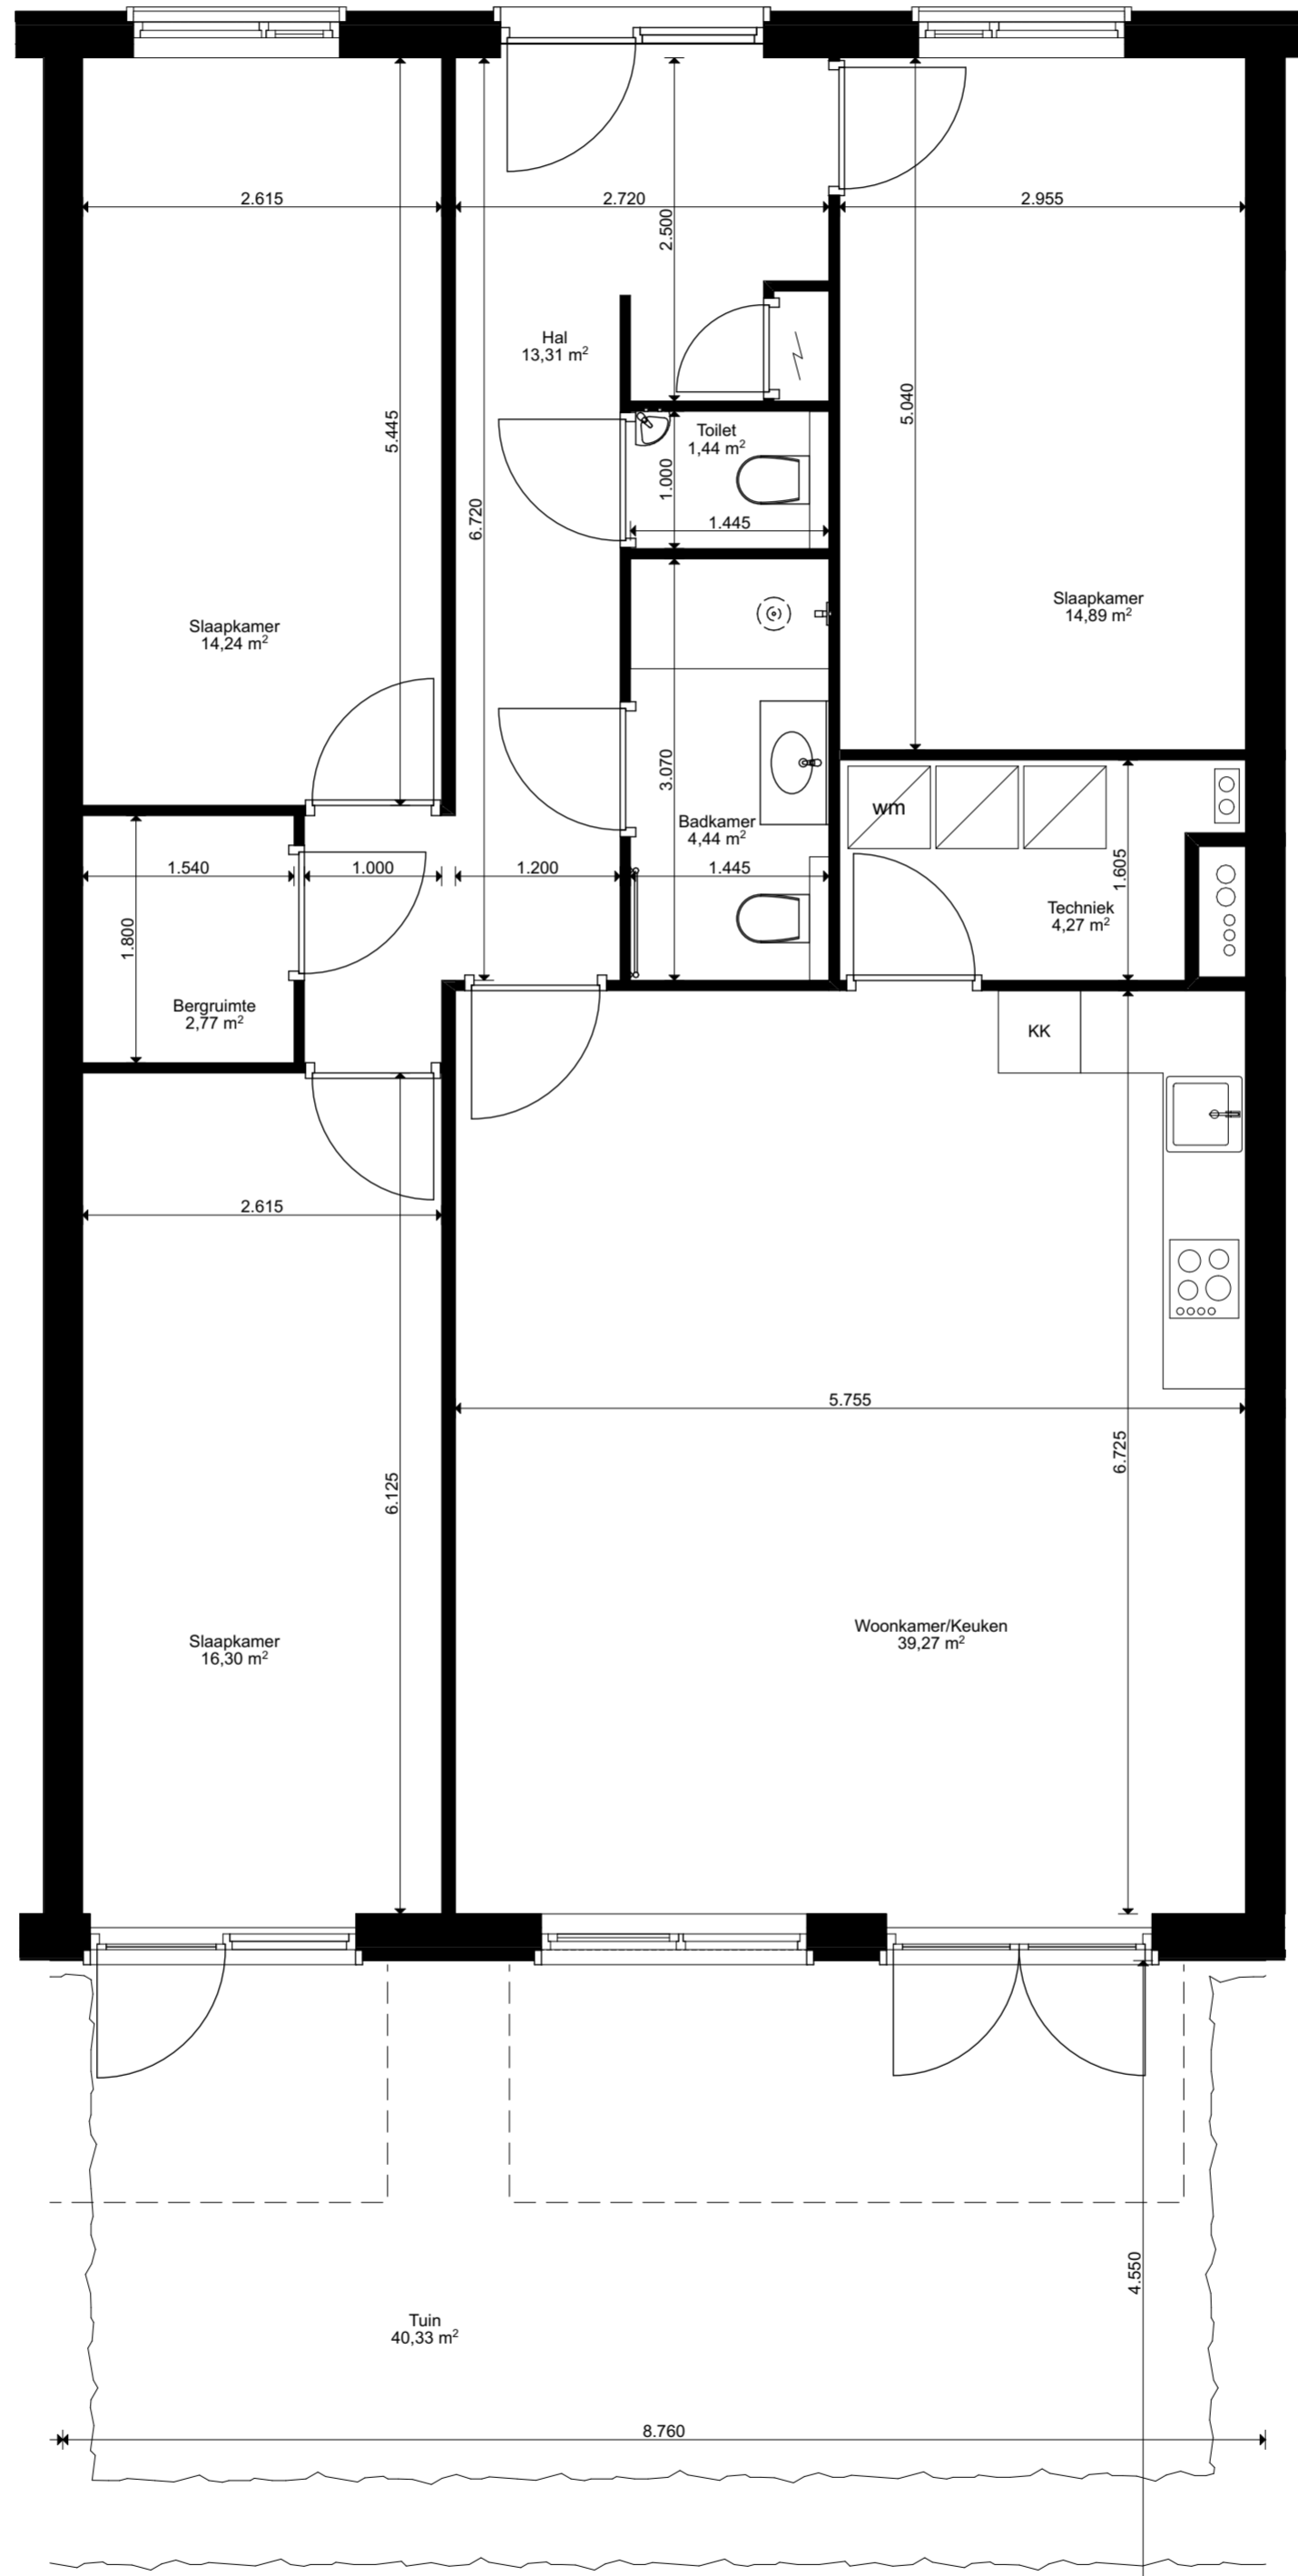 2.615
2.720
2.955
2.500
Hal
13,31 m²
5.445
6.720
5.040
Toilet
1,44 m²
1.000
1.445
Slaapkamer
14,24 m²
Slaapkamer
14,89 m²
3.070
wm
Badkamer
4,44 m²
1.540
1.000
1.200
1.445
1.605
1.800
Techniek
4,27 m²
Bergruimte
2,77 m²
KK
2.615
5.755
6.125
6.725
Slaapkamer
16,30 m²
Woonkamer/Keuken
39,27 m²
4.550
Tuin
40,33 m²
8.760